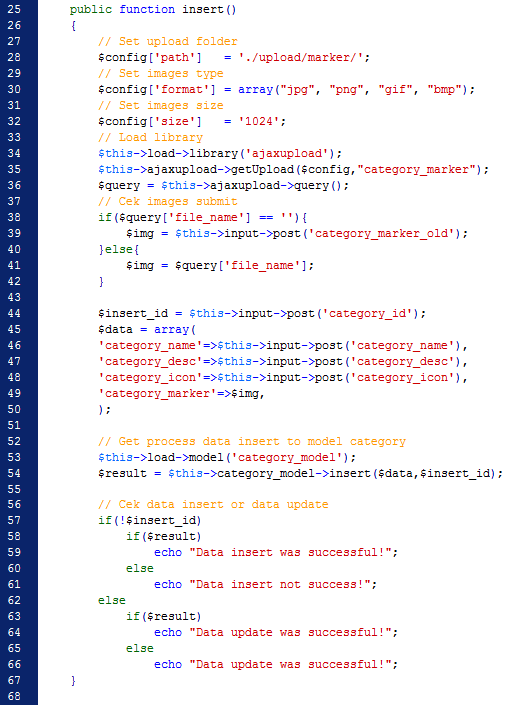 25 public function insert()
26 {
27 // Set upload folder
28 $config['path'] = './upload/marker/';
29 // Set images type
30 $config['format'] = array("jpg", "png", "gif", "bmp");
31 // Set images size
32 $config['size'] = '1024';
33 // Load library
34 $this->load->library('ajaxupload');
35 $this->ajaxupload->getUpload($config,"category_marker");
36 $query = $this->ajaxupload->query();
37 // Cek images submit
38 if($query['file_name'] == ''){
39 $img = $this->input->post('category_marker_old');
40 }else{
41 $img = $query['file_name'];
42 }
43
44 $insert_id = $this->input->post('category_id');
45 $data = array(
46 'category_name'=>$this->input->post('category_name'),
47 'category_desc'=>$this->input->post('category_desc'),
48 'category_icon'=>$this->input->post('category_icon'),
49 'category_marker'=>$img,
50 );
51
52 // Get process data insert to model category
53 $this->load->model('category_model');
54 $result = $this->category_model->insert($data,$insert_id);
55
56 // Cek data insert or data update
57 if(!$insert_id)
58 if($result)
59 echo "Data insert was successful!";
60 else
61 echo "Data insert not success!";
62 else
63 if($result)
64 echo "Data update was successful!";
65 else
66 echo "Data update was successful!";
67 }
68